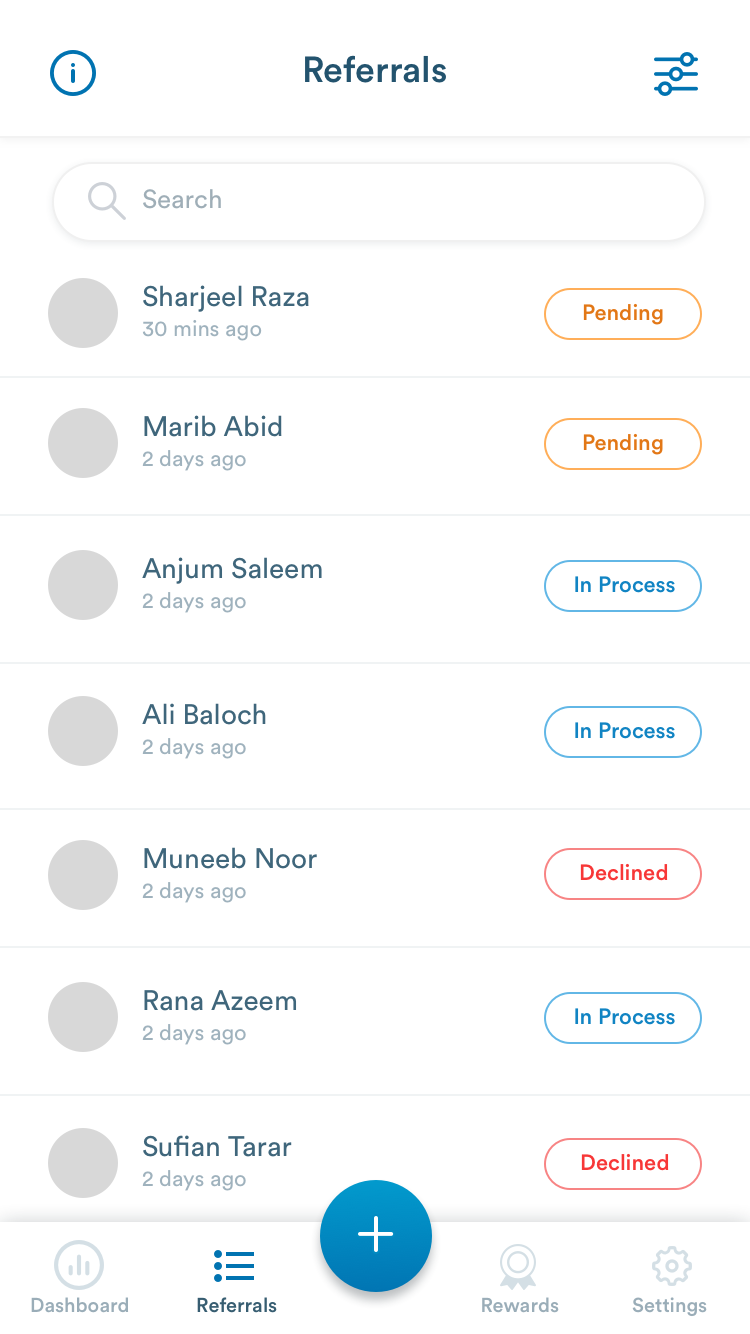 Referrals
Search
Sharjeel Raza
30 mins ago
Pending
Marib Abid
2 days ago
Pending
Anjum Saleem
2 days ago
In Process
Ali Baloch
2 days ago
In Process
Muneeb Noor
2 days ago
Declined
Rana Azeem
2 days ago
In Process
Sufian Tarar
2 days ago
Declined
Dashboard
Referrals
Rewards
Settings